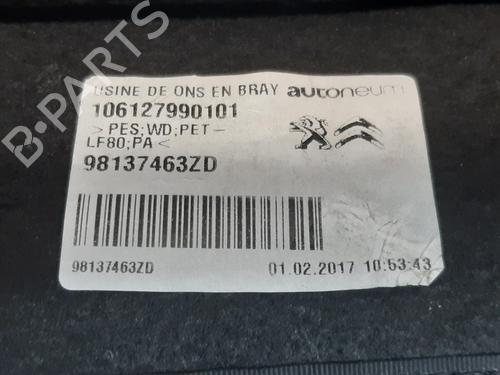 USINE DE ONS EN BRAY autoneum
106127990101
> PES;WD;PET-
LF80;PA <
98137463ZD
98137463ZD 01.02.2017 10:53:43
B-PARTS